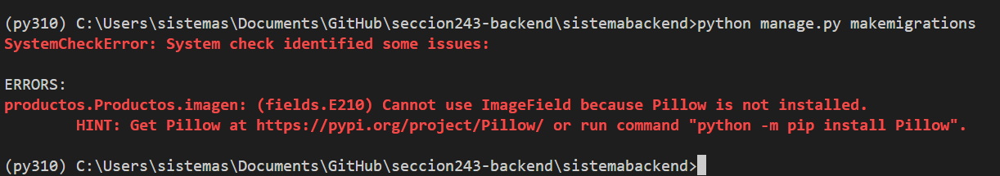 (py310) C:\Users\sistemas\Documents\GitHub\seccion243-backend\sistemabackend>python manage.py makemigrations
SystemCheckError: System check identified some issues:
ERRORS:
productos.Productos.imagen: (fields.E210) Cannot use ImageField because Pillow is not installed.
HINT: Get Pillow at https://pypi.org/project/Pillow/ or run command "python -m pip install Pillow".
(py310) C:\Users\sistemas\Documents\GitHub\seccion243-backend\sistemabackend>